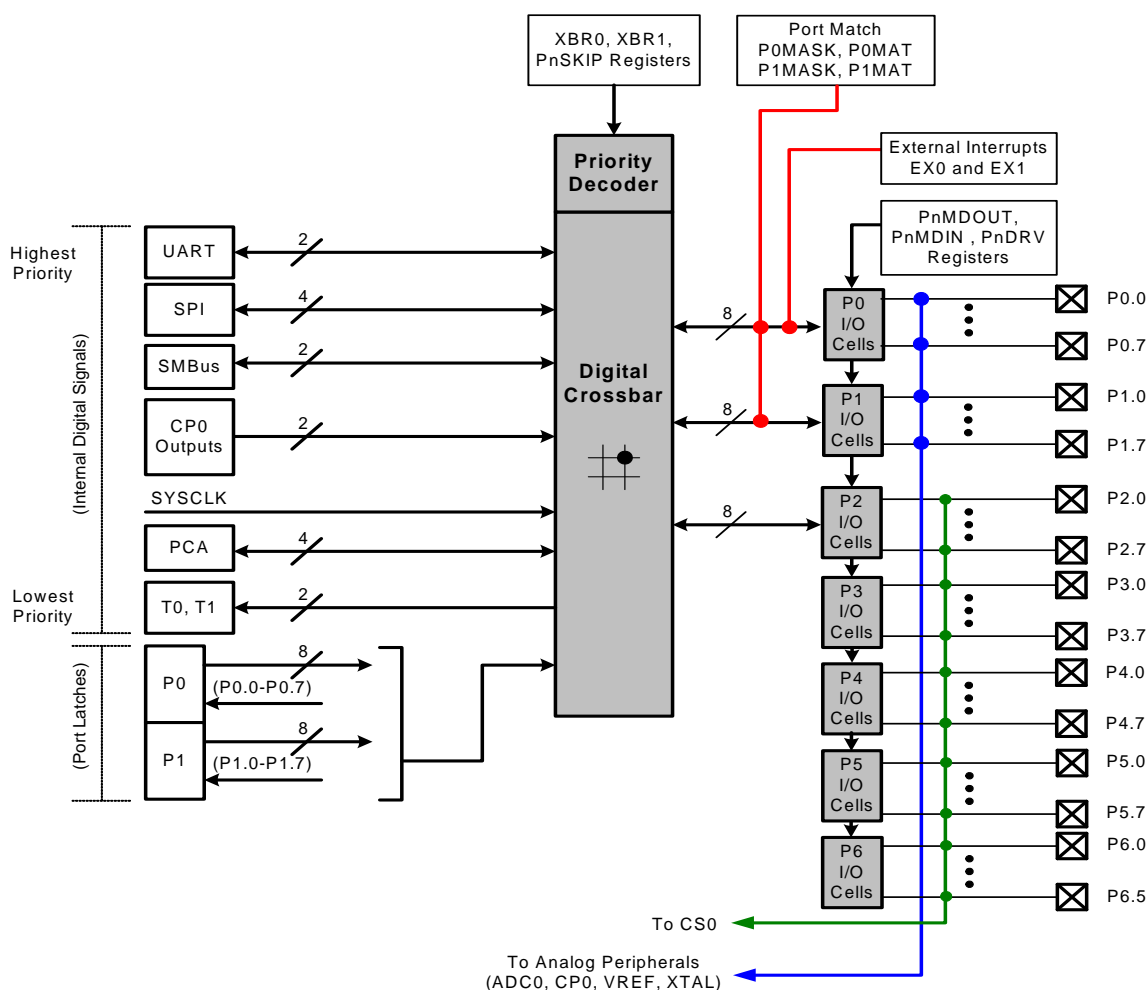 XBR0, XBR1,
PnSKIP Registers
Port Match
P0MASK, P0MAT
P1MASK, P1MAT
External Interrupts
EX0 and EX1
Priority
Decoder
PnMDOUT,
PnMDIN , PnDRV
Registers
Highest
Priority
(Internal Digital Signals)
Lowest
Priority
UART
2
SPI
4
SMBus
2
CP0
Outputs
2
SYSCLK
PCA
4
T0, T1
2
Digital
Crossbar
8
8
8
(Port Latches)
P0
8
(P0.0-P0.7)
P1
8
(P1.0-P1.7)
P0
I/O
Cells
P1
I/O
Cells
P2
I/O
Cells
P3
I/O
Cells
P4
I/O
Cells
P5
I/O
Cells
P6
I/O
Cells
P0.0
P0.7
P1.0
P1.7
P2.0
P2.7
P3.0
P3.7
P4.0
P4.7
P5.0
P5.7
P6.0
P6.5
To CS0
To Analog Peripherals
(ADC0, CP0, VREF, XTAL)